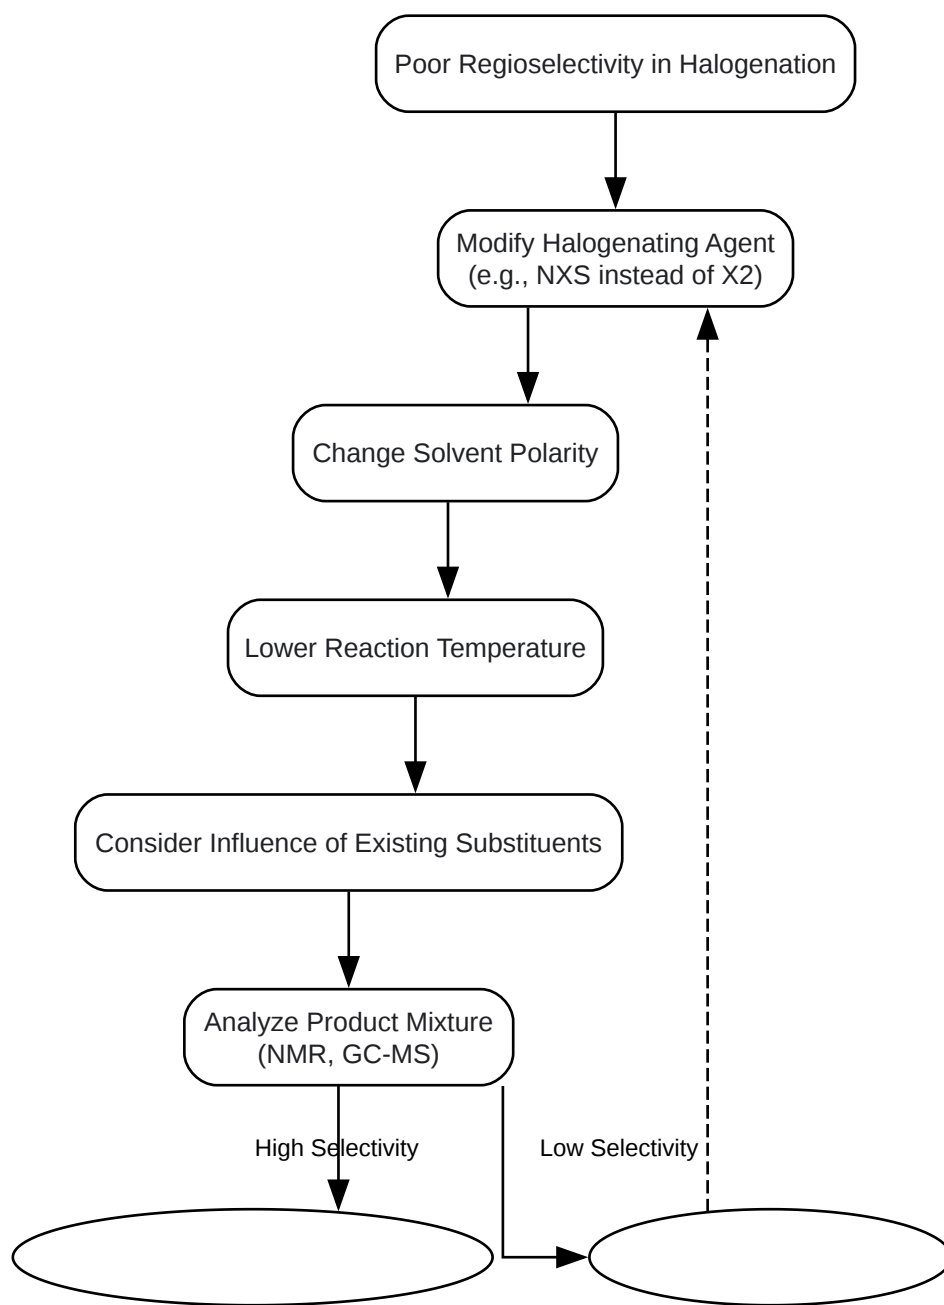 Poor Regioselectivity in Halogenation
Modify Halogenating Agent
(e.g., NXS instead of X2)
Change Solvent Polarity
Lower Reaction Temperature
Consider Influence of Existing Substituents
Analyze Product Mixture
(NMR, GC-MS)
High Selectivity
Low Selectivity